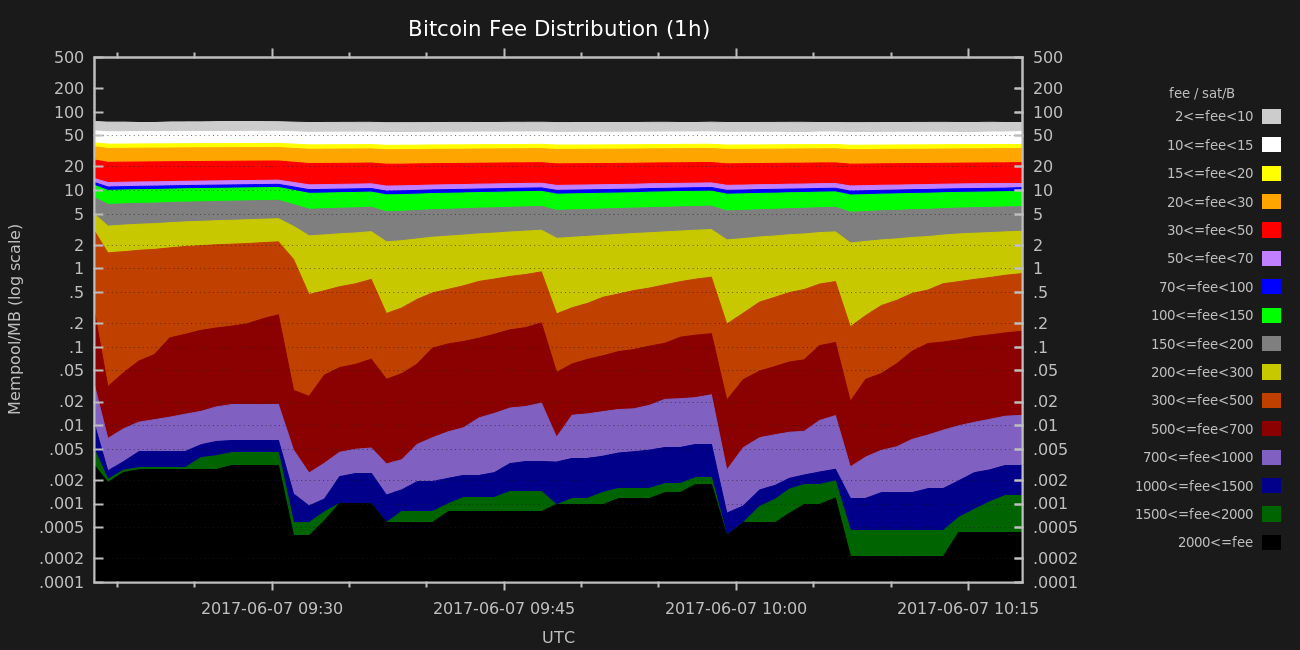 Bitcoin Fee Distribution (1h)
500
200
100
50
20
10
5
2
1
.5
.2
.1
.05
.02
.01
.005
.002
.001
.0005
.0002
.0001
Mempool/MB (log scale)
500
200
100
50
20
10
5
2
1
.5
.2
.1
.05
.02
.01
.005
.002
.001
.0005
.0002
.0001
2017-06-07 09:30 2017-06-07 09:45 2017-06-07 10:00 2017-06-07 10:15
UTC
fee / sat/B
2<=fee<10
10<=fee<15
15<=fee<20
20<=fee<30
30<=fee<50
50<=fee<70
70<=fee<100
100<=fee<150
150<=fee<200
200<=fee<300
300<=fee<500
500<=fee<700
700<=fee<1000
1000<=fee<1500
1500<=fee<2000
2000<=fee